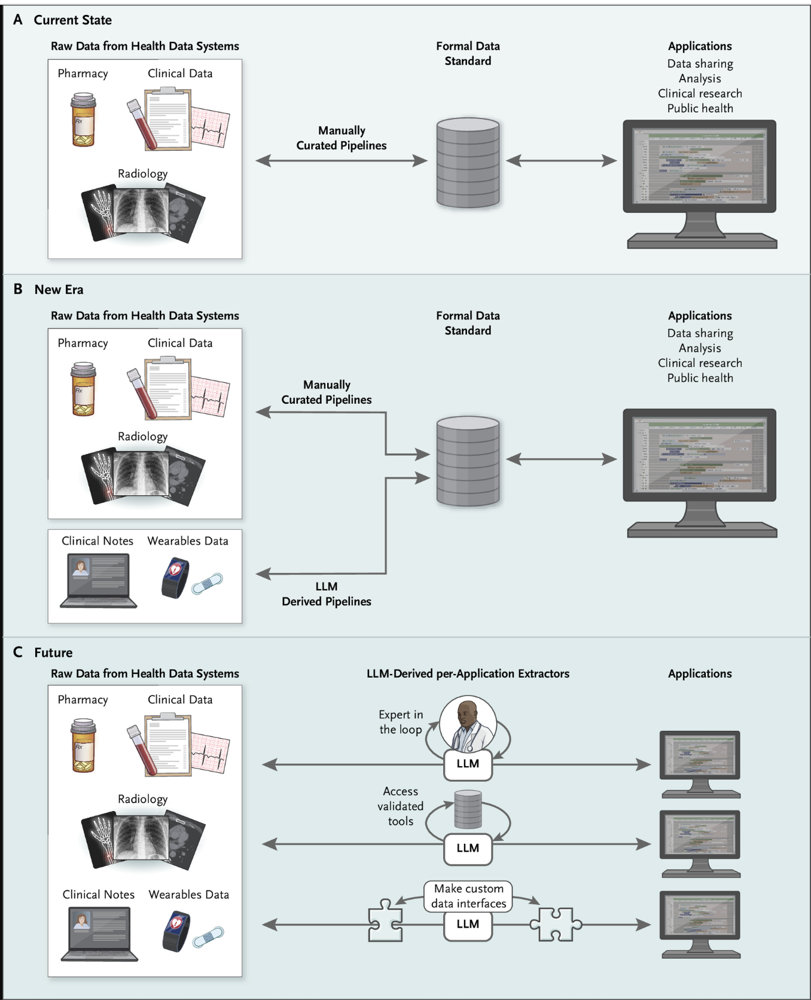 A Current State
Raw Data from Health Data Systems
Pharmacy
Clinical Data
Rx
Radiology
Manually
Curated Pipelines
Formal Data
Standard
Applications
Data sharing
Analysis
Clinical research
Public health
B New Era
Raw Data from Health Data Systems
Pharmacy
Clinical Data
Rx
Radiology
Clinical Notes
Wearables Data
Manually
Curated Pipelines
LLM
Derived Pipelines
Formal Data
Standard
Applications
Data sharing
Analysis
Clinical research
Public health
C Future
Raw Data from Health Data Systems
Pharmacy
Clinical Data
Rx
Radiology
Clinical Notes
Wearables Data
LLM-Derived per-Application Extractors
Expert in
the loop
LLM
Access
validated
tools
LLM
Make custom
data interfaces
LLM
Applications